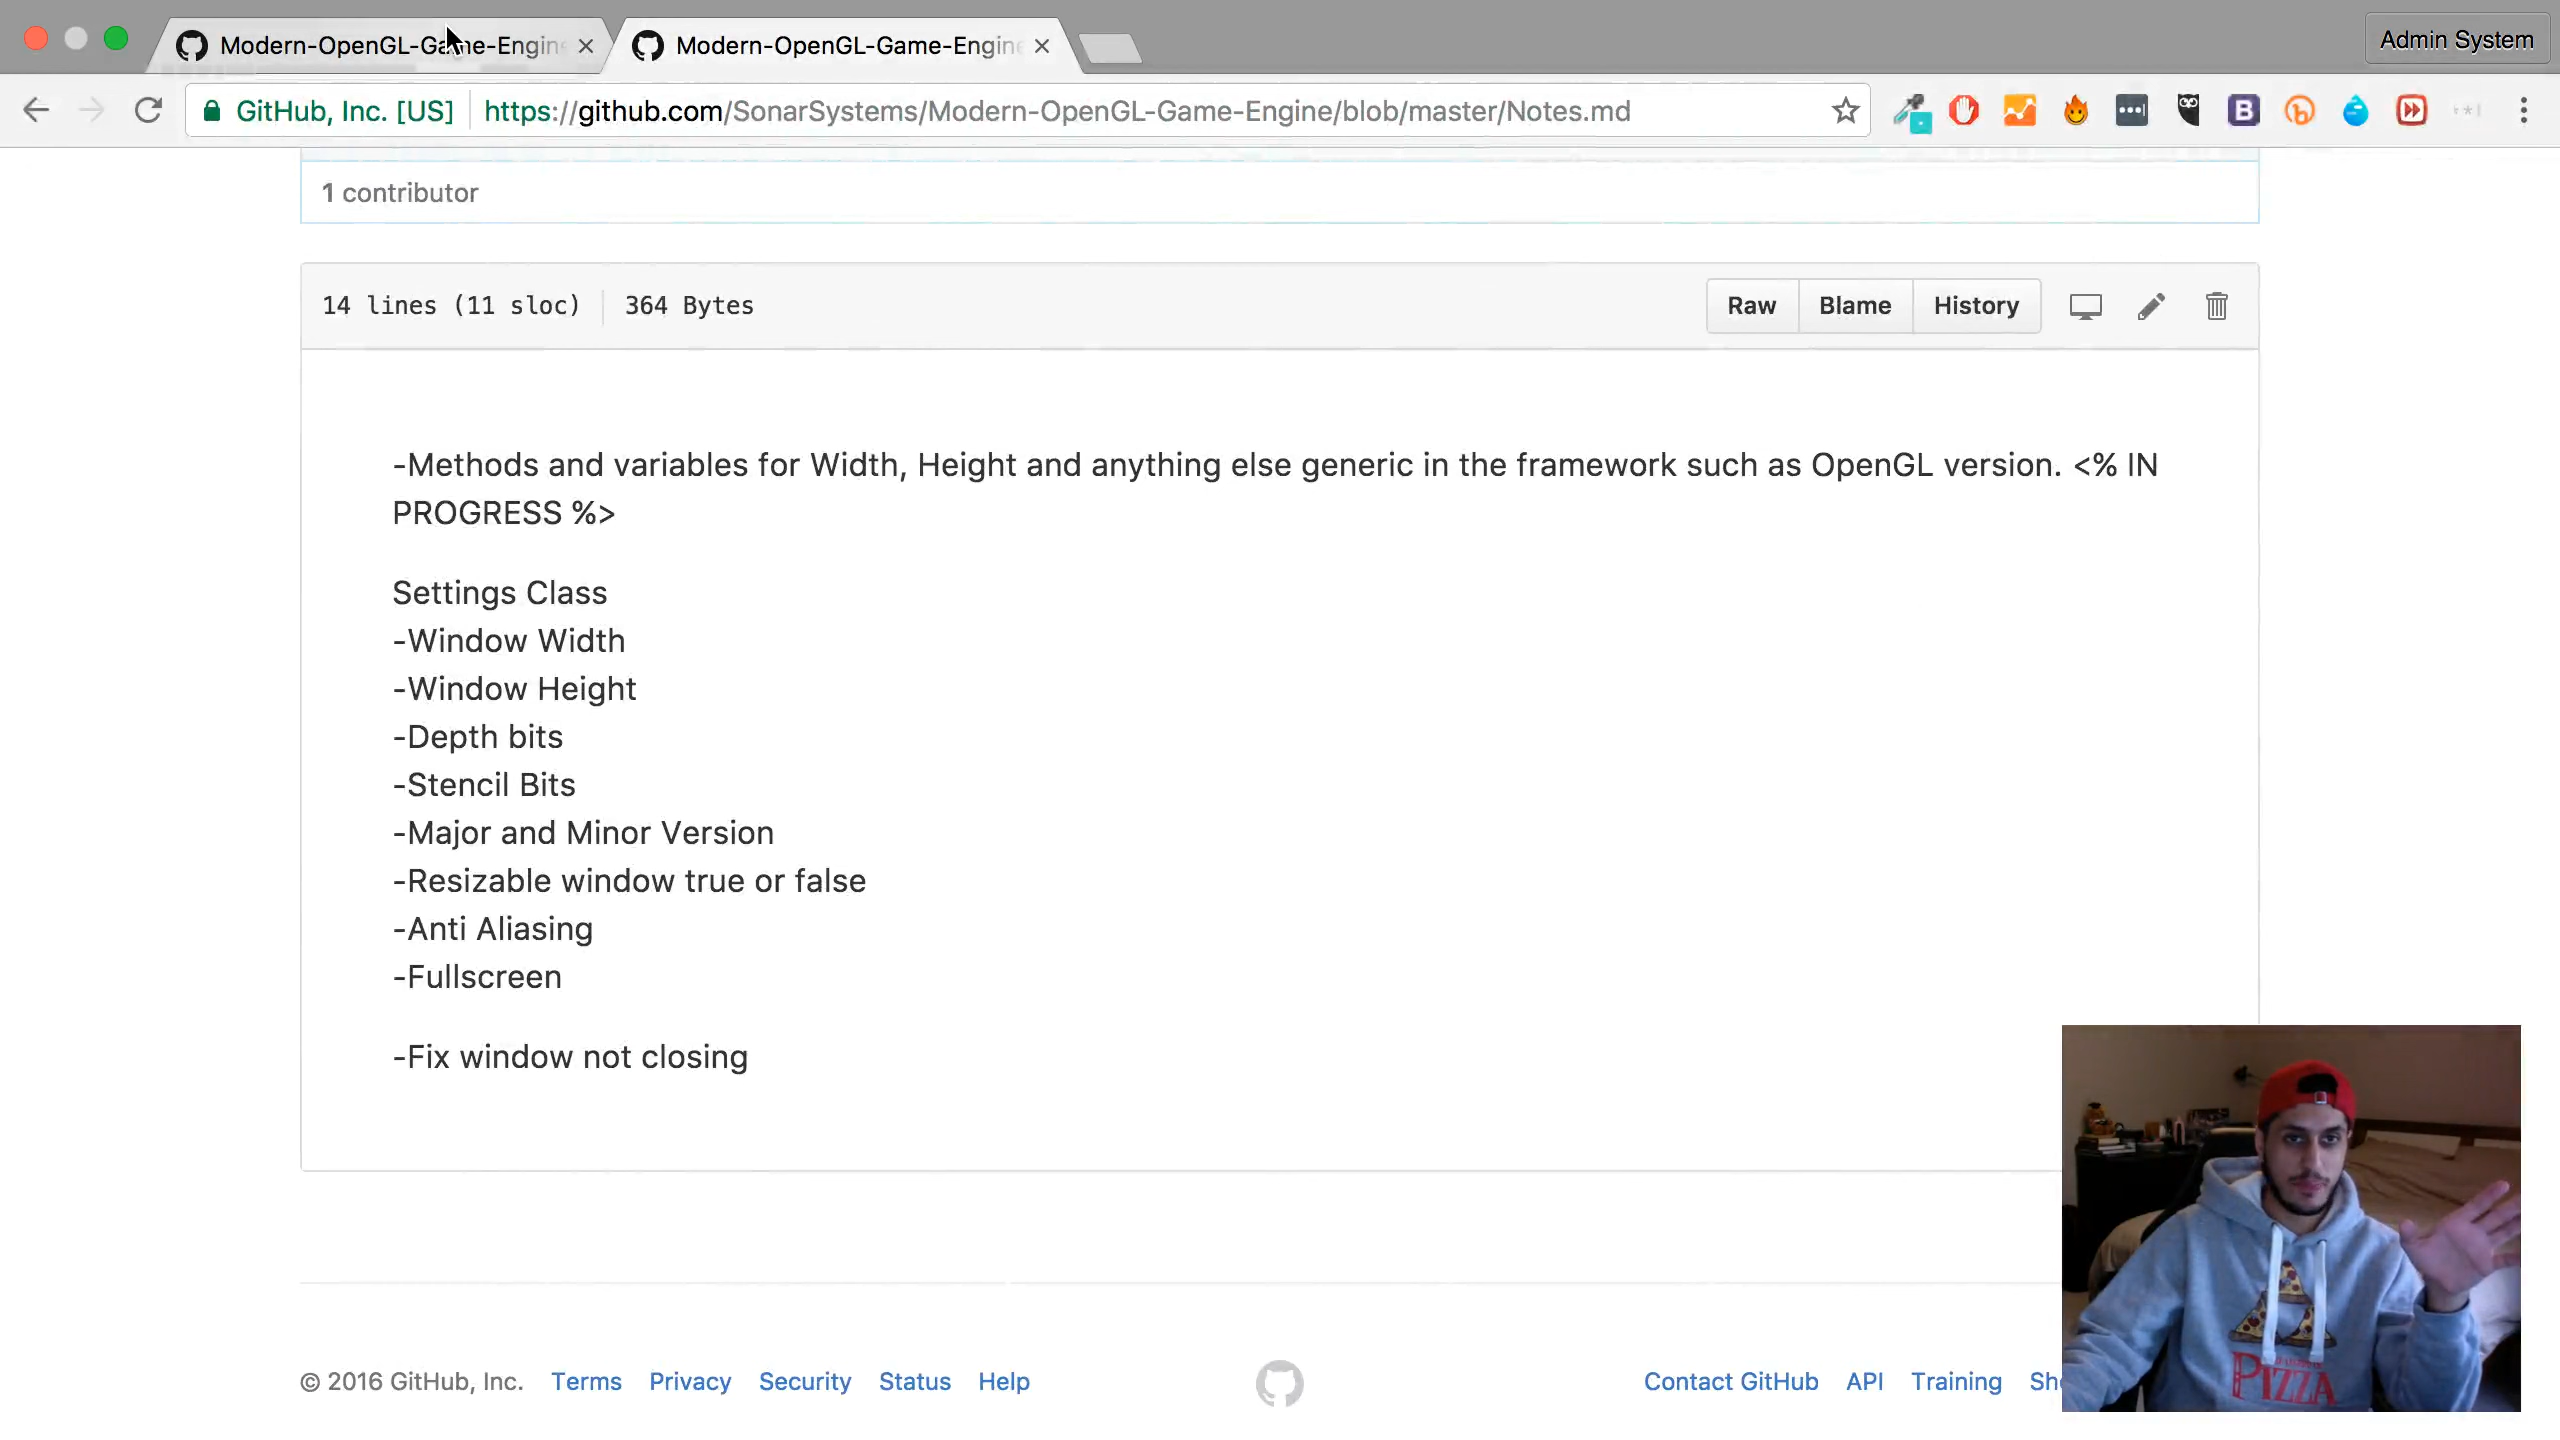 Modern-OpenGL-Game-Engin
Modern-OpenGL-Game-Engin
Admin System
GitHub, Inc. [US]
https://github.com/SonarSystems/Modern-OpenGL-Game-Engine/blob/master/Notes.md
1 contributor
14 lines (11 sloc)
364 Bytes
Raw
Blame
History
-Methods and variables for Width, Height and anything else generic in the framework such as OpenGL version. <% IN
PROGRESS %>
Settings Class
-Window Width
-Window Height
-Depth bits
-Stencil Bits
-Major and Minor Version
-Resizable window true or false
-Anti Aliasing
-Fullscreen
-Fix window not closing
© 2016 GitHub, Inc.
Terms
Privacy
Security
Status
Help
Contact GitHub
API
Training
Sh
PIZZA